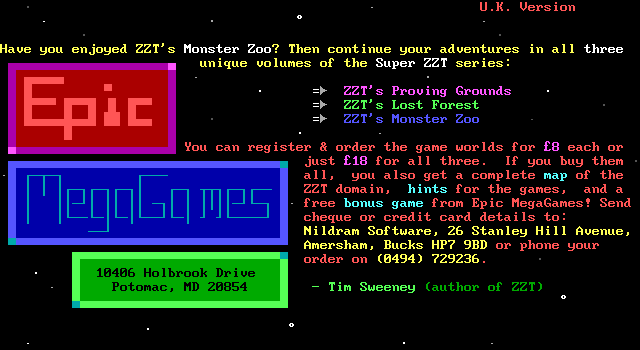 U.K. Version
Have you enjoyed ZZT's Monster Zoo? Then continue your adventures in all three
unique volumes of the Super ZZT series:
Epic
ZZT's Proving Grounds
ZZT's Lost Forest
ZZT's Monster Zoo
You can register & order the game worlds for £8 each or
just £18 for all three. If you buy them
all, you also get a complete map of the
ZZT domain, hints for the games, and a
free bonus game from Epic MegaGames! Send
cheque or credit card details to:
Nildram Software, 26 Stanley Hill Avenue,
Amersham, Bucks HP7 9BD or phone your
order on (0494) 729236.
MegaGames
10406 Holbrook Drive
Potomac, MD 20854
- Tim Sweeney (author of ZZT)